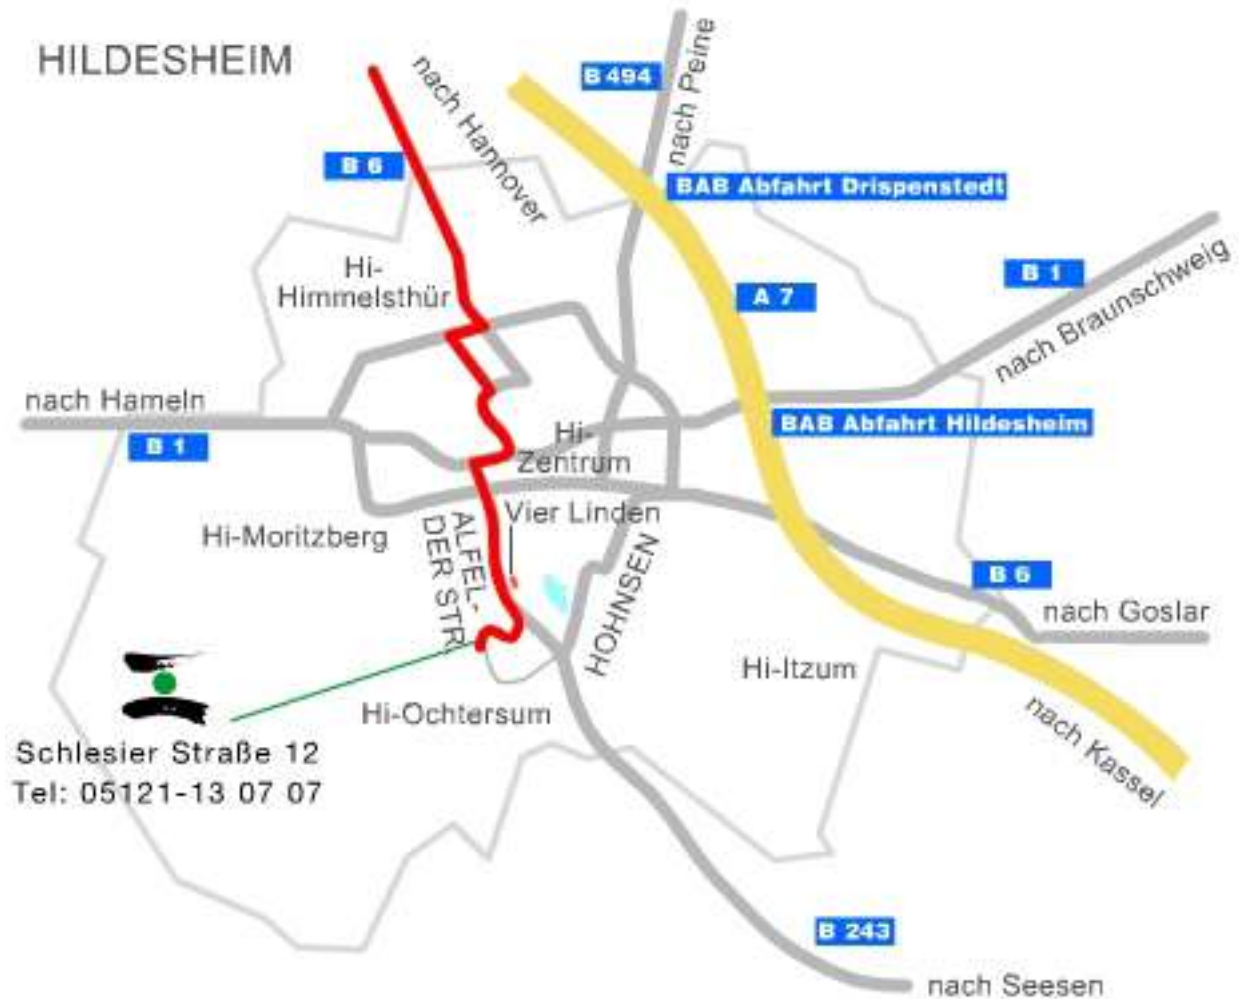 HILDESHEIM
nach Hannover
B 494
nach Peine
B 6
BAB Abfahrt Drispenstedt
Hi-
Himmelsthür
A 7
B 1
nach Braunschweig
nach Hameln
B 1
BAB Abfahrt Hildesheim
Hi-
Zentrum
Vier Linden
Hi-Moritzberg
ALFEL-
DER STR
HOHNSEN
B 6
nach Goslar
Hi-Itzum
Hi-Ochtersum
nach Kassel
Schlesier Straße 12
Tel: 05121-13 07 07
B 243
nach Seesen